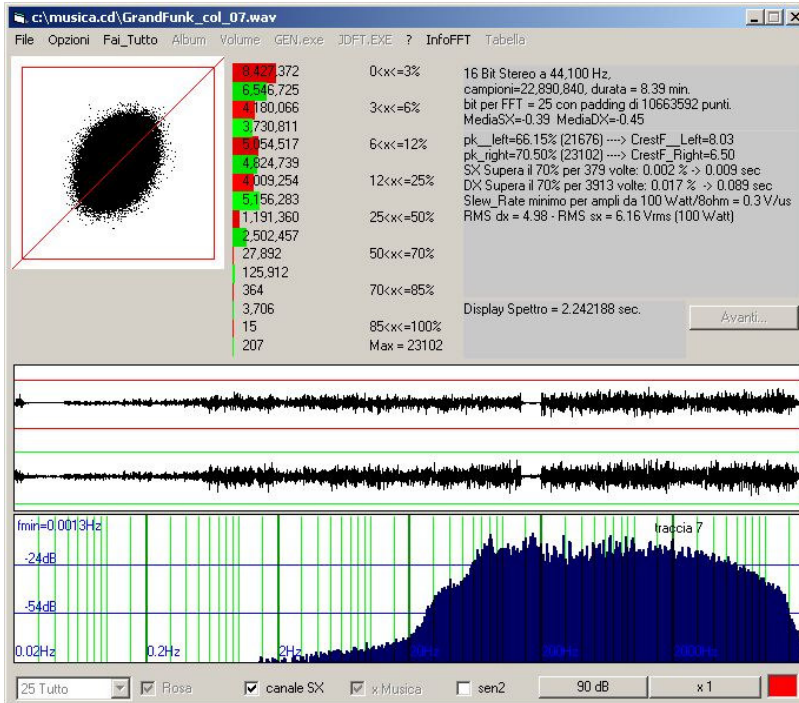 c:\musica.cd\GrandFunk_col_07.wav
File Opzioni Fai_Tutto Album Volume GEN.exe JDFT.EXE ? InfoFFT Tabella
8,427,372 0<x<=3%
6,546,725
4,180,066 3<x<=6%
3,730,811
5,054,517 6<x<=12%
4,824,739
4,009,254 12<x<=25%
5,156,283
1,191,360 25<x<=50%
2,502,457
27,892 50<x<=70%
125,912
364 70<x<=85%
3,706
15 85<x<=100%
207 Max = 23102
16 Bit Stereo a 44,100 Hz,
campioni=22,890,840, durata = 8.39 min.
bit per FFT = 25 con padding di 10663592 punti.
MediaSX=-0.39 MediaDX=-0.45
pk__left=66.15% (21676) ----> CrestF__Left=8.03
pk_right=70.50% (23102) ----> CrestF_Right=6.50
SX Supera il 70% per 379 volte: 0.002 % -> 0.009 sec
DX Supera il 70% per 3913 volte: 0.017 % -> 0.089 sec
Slew_Rate minimo per ampli da 100 Watt/8ohm = 0.3 V/us
RMS dx = 4.98 - RMS sx = 6.16 Vrms (100 Watt)
Display Spettro = 2.242188 sec.
Avanti...
fmin=0.0013Hz traccia 7
-24dB
-54dB
0.02Hz 0.2Hz 2Hz 20Hz 200Hz 2000Hz
25 Tutto Rosa canale SX x Musica sen2 90 dB x 1